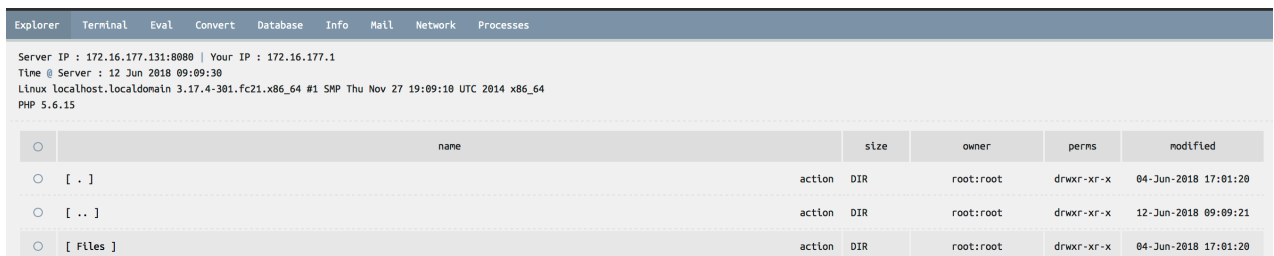 Explorer Terminal Eval Convert Database Info Mail Network Processes
Server IP : 172.16.177.131:8080 | Your IP : 172.16.177.1
Time @ Server : 12 Jun 2018 09:09:30
Linux localhost.localdomain 3.17.4-301.fc21.x86_64 #1 SMP Thu Nov 27 19:09:10 UTC 2014 x86_64
PHP 5.6.15
name size owner perms modified
[ . ] action DIR root:root drwxr-xr-x 04-Jun-2018 17:01:20
[ .. ] action DIR root:root drwxr-xr-x 12-Jun-2018 09:09:21
[ Files ] action DIR root:root drwxr-xr-x 04-Jun-2018 17:01:20